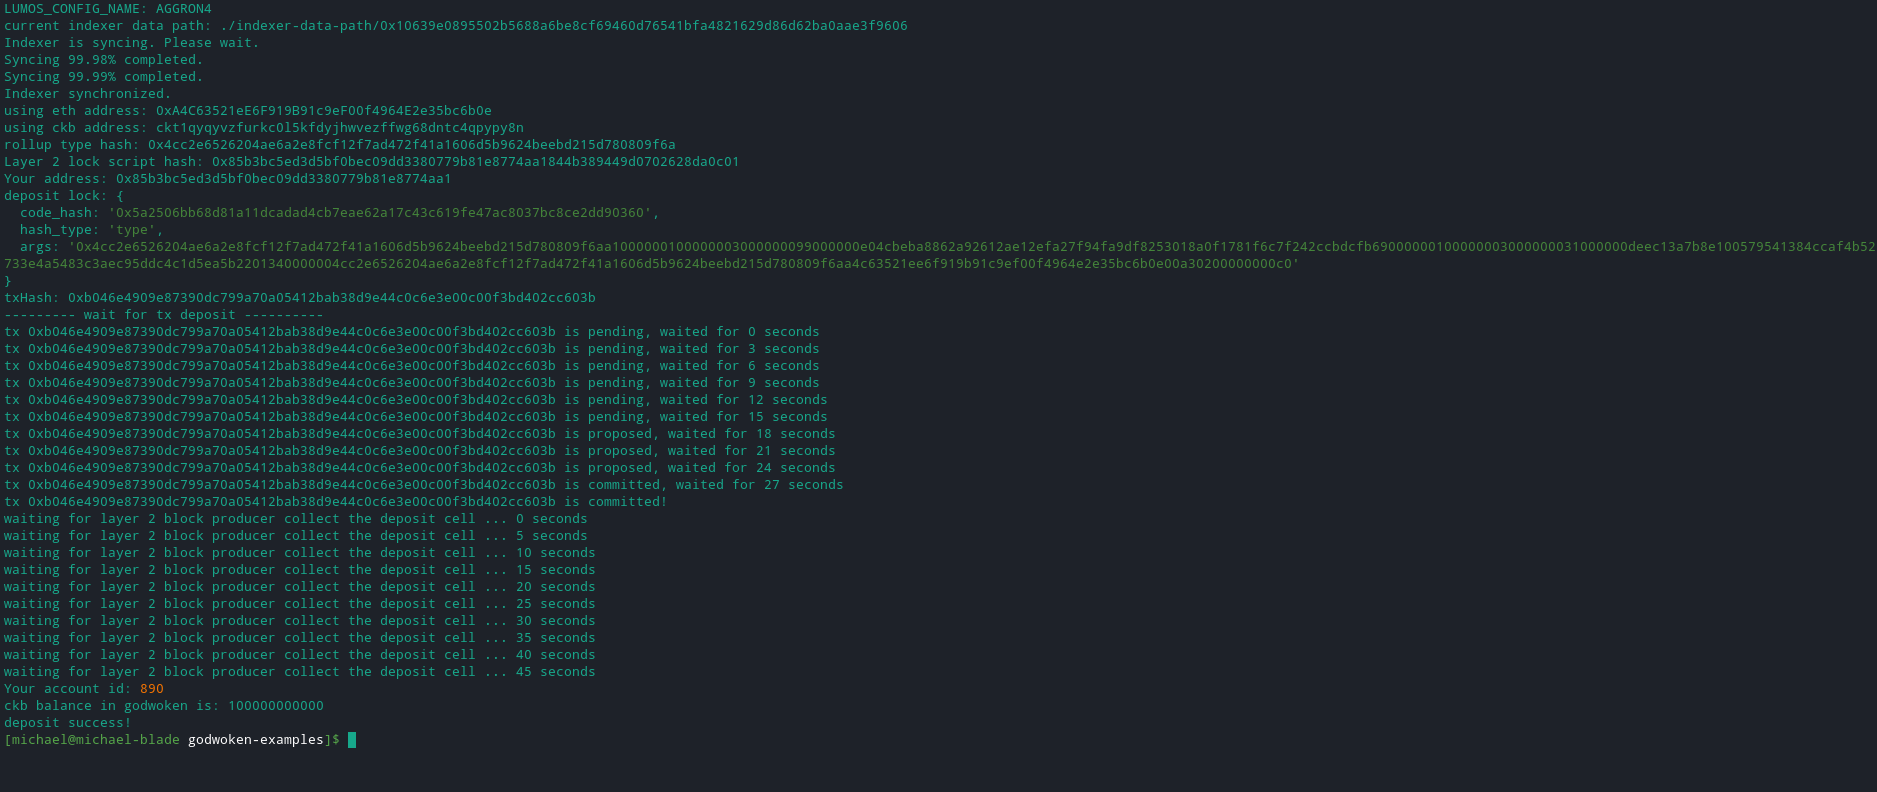 LUMOS_CONFIG_NAME: AGGRON4
current indexer data path: ./indexer-data-path/0x10639e0895502b5688a6be8cf69460d76541bfa4821629d86d62ba0aae3f9606
Indexer is syncing. Please wait.
Syncing 99.98% completed.
Syncing 99.99% completed.
Indexer synchronized.
using eth address: 0xA4C63521eE6F919B91c9eF00f4964E2e35bc6b0e
using ckb address: ckt1qyqyvzfurkc0l5kfdyjhwvezffwg68dntc4qpypy8n
rollup type hash: 0x4cc2e6526204ae6a2e8fcf12f7ad472f41a1606d5b9624beebd215d780809f6a
Layer 2 lock script hash: 0x85b3bc5ed3d5bf0bec09dd3380779b81e8774aa1844b389449d0702628da0c01
Your address: 0x85b3bc5ed3d5bf0bec09dd3380779b81e8774aa1
deposit lock: {
  code_hash: '0x5a2506bb68d81a11dcadad4cb7eae62a17c43c619fe47ac8037bc8ce2dd90360',
  hash_type: 'type',
  args: '0x4cc2e6526204ae6a2e8fcf12f7ad472f41a1606d5b9624beebd215d780809f6aa10000001000000003000000099000000e04cbeba8862a92612ae12efa27f94fa9df8253018a0f1781f6c7f242ccbdcfb69000000100000003000000031000000deec13a7b8e100579541384ccaf4b52
733e4a5483c3aec95ddc4c1d5ea5b2201340000004cc2e6526204ae6a2e8fcf12f7ad472f41a1606d5b9624beebd215d780809f6aa4c63521ee6f919b91c9ef00f4964e2e35bc6b0e00a30200000000c0'
}
txHash: 0xb046e4909e87390dc799a70a05412bab38d9e44c0c6e3e00c00f3bd402cc603b
--------- wait for tx deposit ----------
tx 0xb046e4909e87390dc799a70a05412bab38d9e44c0c6e3e00c00f3bd402cc603b is pending, waited for 0 seconds
tx 0xb046e4909e87390dc799a70a05412bab38d9e44c0c6e3e00c00f3bd402cc603b is pending, waited for 3 seconds
tx 0xb046e4909e87390dc799a70a05412bab38d9e44c0c6e3e00c00f3bd402cc603b is pending, waited for 6 seconds
tx 0xb046e4909e87390dc799a70a05412bab38d9e44c0c6e3e00c00f3bd402cc603b is pending, waited for 9 seconds
tx 0xb046e4909e87390dc799a70a05412bab38d9e44c0c6e3e00c00f3bd402cc603b is pending, waited for 12 seconds
tx 0xb046e4909e87390dc799a70a05412bab38d9e44c0c6e3e00c00f3bd402cc603b is pending, waited for 15 seconds
tx 0xb046e4909e87390dc799a70a05412bab38d9e44c0c6e3e00c00f3bd402cc603b is proposed, waited for 18 seconds
tx 0xb046e4909e87390dc799a70a05412bab38d9e44c0c6e3e00c00f3bd402cc603b is proposed, waited for 21 seconds
tx 0xb046e4909e87390dc799a70a05412bab38d9e44c0c6e3e00c00f3bd402cc603b is proposed, waited for 24 seconds
tx 0xb046e4909e87390dc799a70a05412bab38d9e44c0c6e3e00c00f3bd402cc603b is committed, waited for 27 seconds
tx 0xb046e4909e87390dc799a70a05412bab38d9e44c0c6e3e00c00f3bd402cc603b is committed!
waiting for layer 2 block producer collect the deposit cell ... 0 seconds
waiting for layer 2 block producer collect the deposit cell ... 5 seconds
waiting for layer 2 block producer collect the deposit cell ... 10 seconds
waiting for layer 2 block producer collect the deposit cell ... 15 seconds
waiting for layer 2 block producer collect the deposit cell ... 20 seconds
waiting for layer 2 block producer collect the deposit cell ... 25 seconds
waiting for layer 2 block producer collect the deposit cell ... 30 seconds
waiting for layer 2 block producer collect the deposit cell ... 35 seconds
waiting for layer 2 block producer collect the deposit cell ... 40 seconds
waiting for layer 2 block producer collect the deposit cell ... 45 seconds
Your account id: 890
ckb balance in godwoken is: 100000000000
deposit success!
[michael@michael-blade godwoken-examples]$